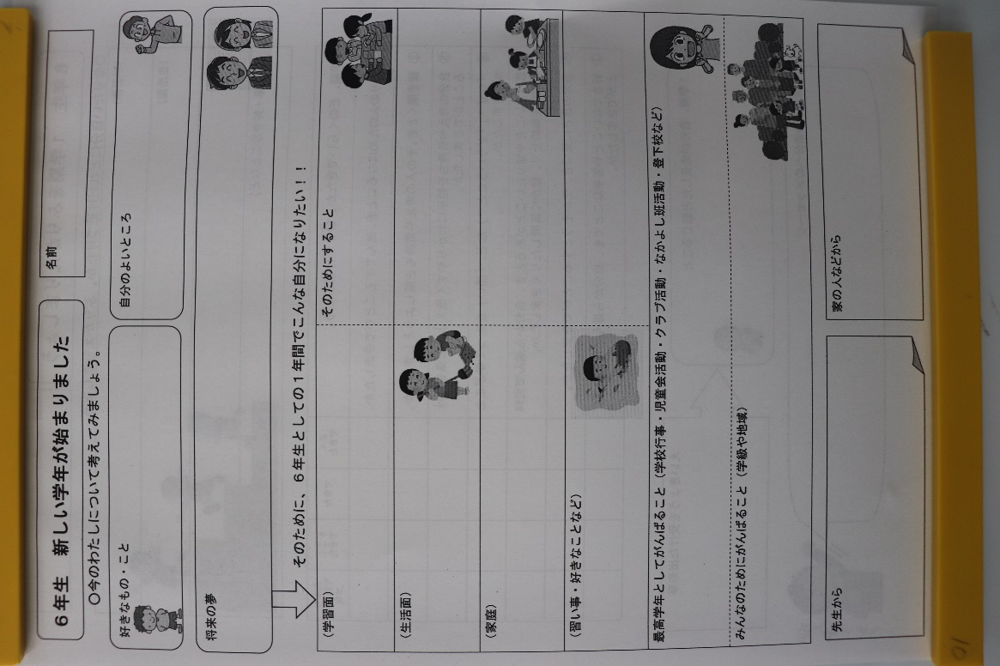 6年生　新しい学年が始まりました
名前
○今のわたしについて考えてみましょう。
好きなもの・こと
自分のよいところ
将来の夢
そのために、6年生としての1年間でこんな自分になりたい！！
（学習面）
そのためにすること
（生活面）
（家庭）
（習い事・好きなことなど）
最高学年としてがんばること（学校行事・児童会活動・クラブ活動・なかよし班活動・登下校など）
みんなのためにがんばること（学級や地域）
先生から
家の人などから
10